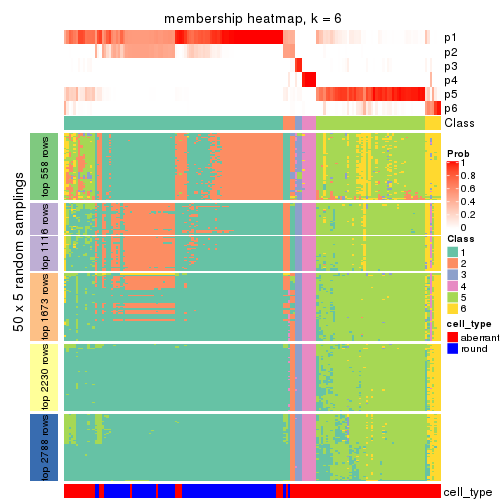 membership heatmap, k = 6
p1
p2
p3
p4
p5
p6
Class
50 x 5 random samplings
top 558 rows
top 1116 rows
top 1673 rows
top 2230 rows
top 2788 rows
cell_type
Prob
1
0.8
0.6
0.4
0.2
0
Class
1
2
3
4
5
6
cell_type
aberrant
round